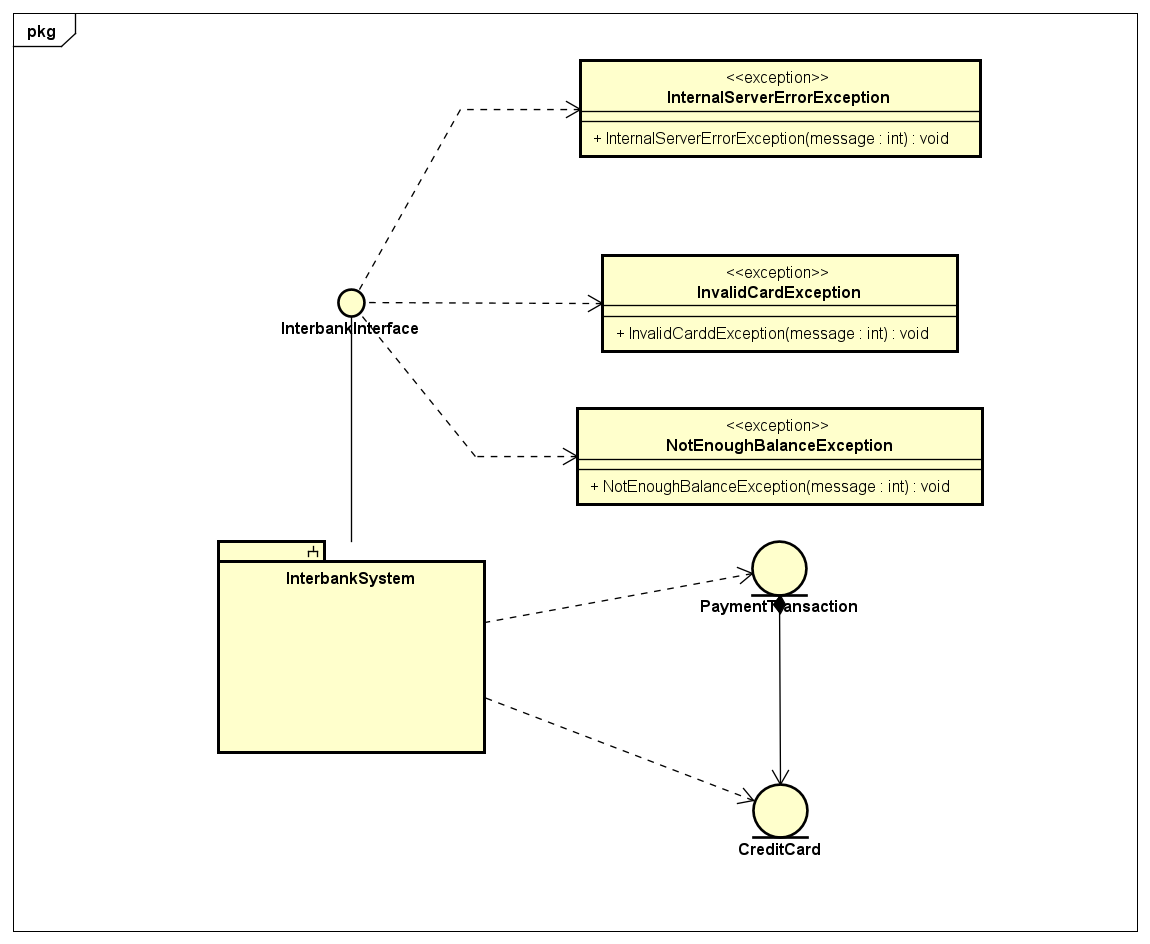 pkg
<<exception>>
InternalServerErrorException
+ InternalServerErrorException(message : int) : void
<<exception>>
InvalidCardException
+ InvalidCarddException(message : int) : void
InterbankInterface
<<exception>>
NotEnoughBalanceException
+ NotEnoughBalanceException(message : int) : void
InterbankSystem
PaymentTransaction
CreditCard